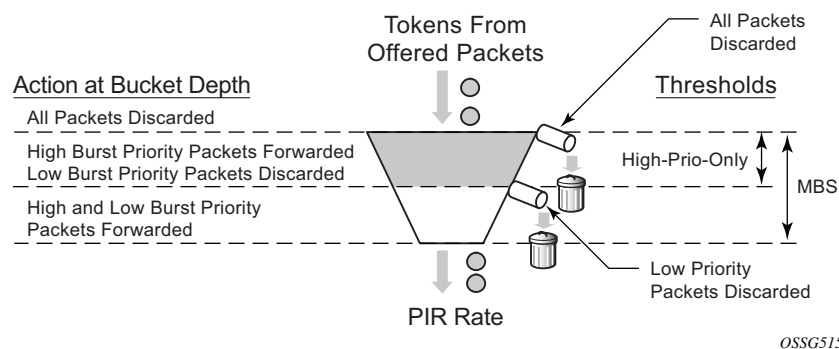 Tokens From
Offered Packets
All Packets
Discarded
Action at Bucket Depth
Thresholds
All Packets Discarded
High Burst Priority Packets Forwarded
Low Burst Priority Packets Discarded
High-Prio-Only
MBS
High and Low Burst Priority
Packets Forwarded
Low Priority
Packets Discarded
PIR Rate
OSSG515